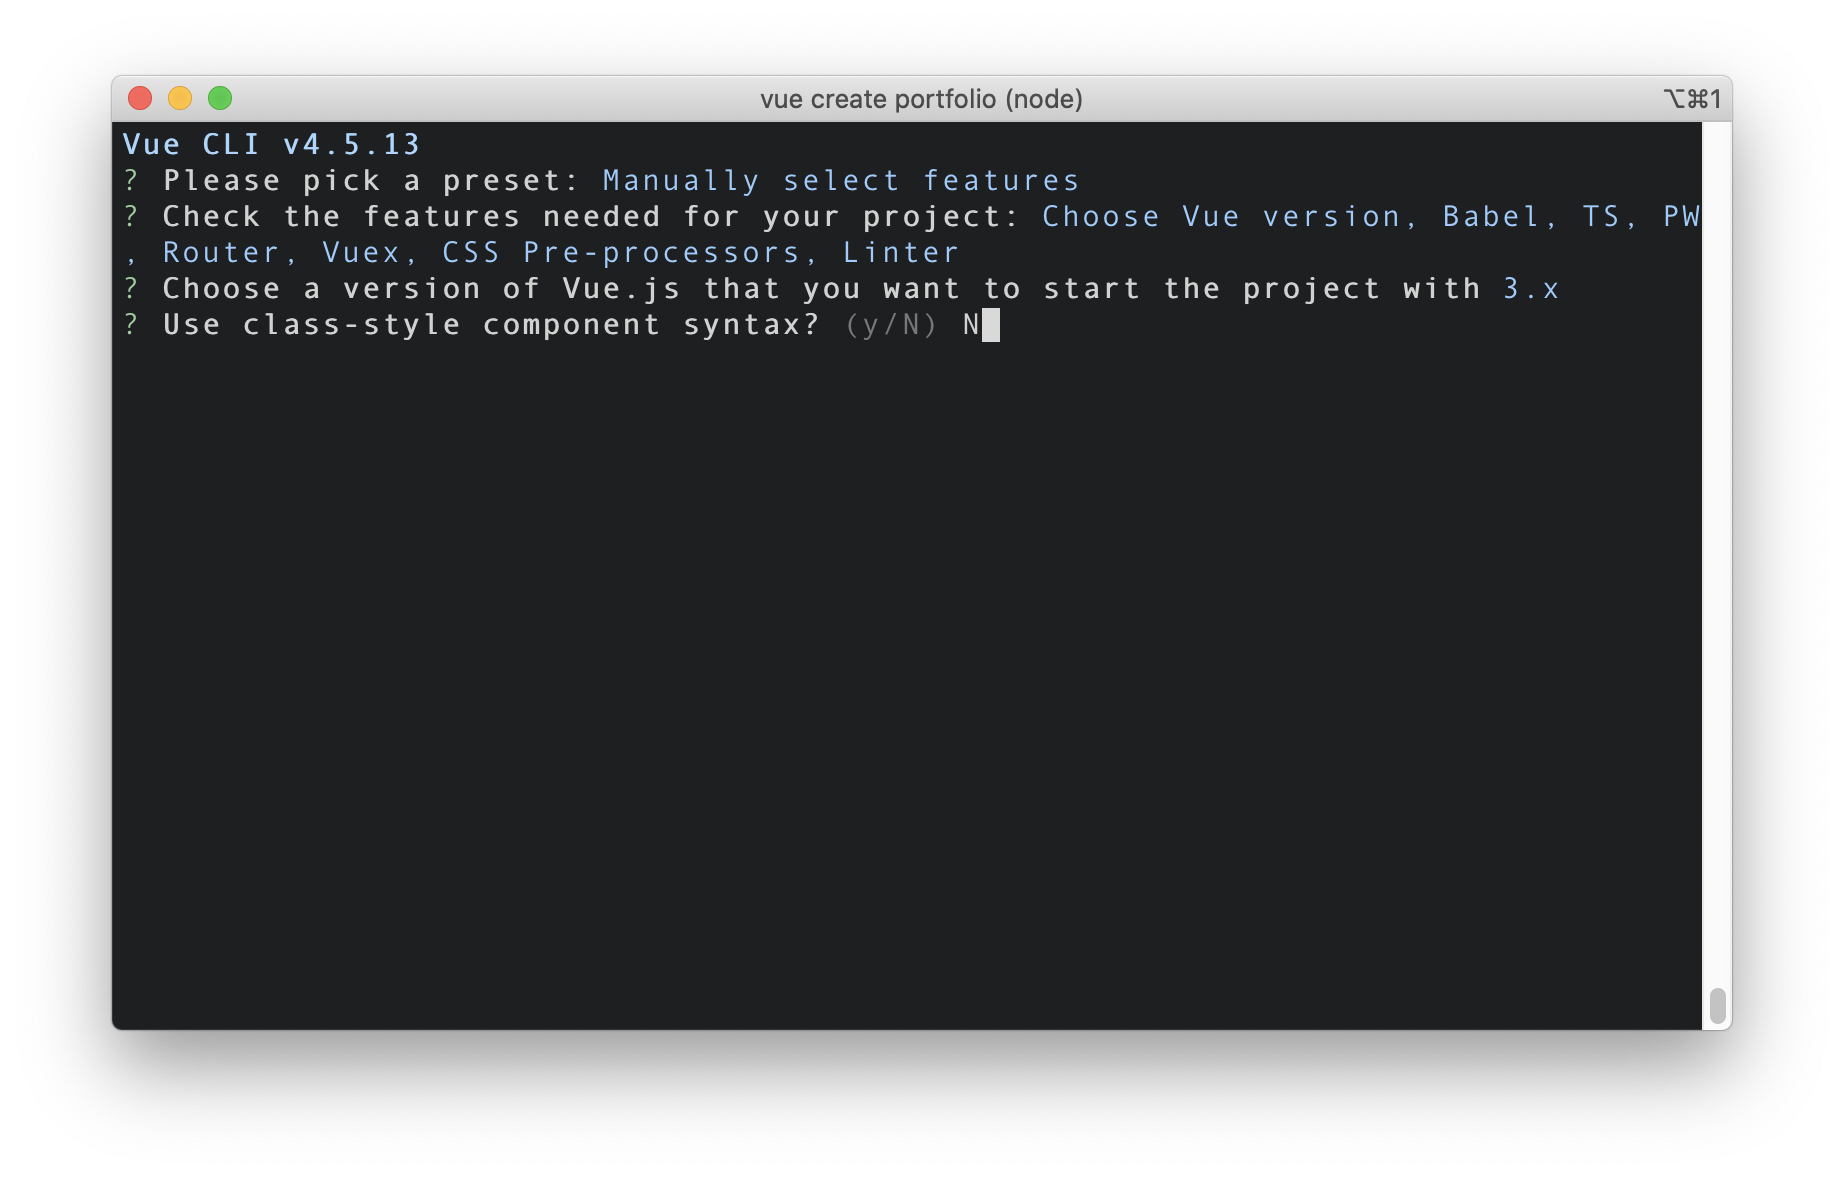 vue create portfolio (node)
⌥⌘1
Vue CLI v4.5.13
? Please pick a preset: Manually select features
? Check the features needed for your project: Choose Vue version, Babel, TS, PW
, Router, Vuex, CSS Pre-processors, Linter
? Choose a version of Vue.js that you want to start the project with 3.x
? Use class-style component syntax? (y/N) N